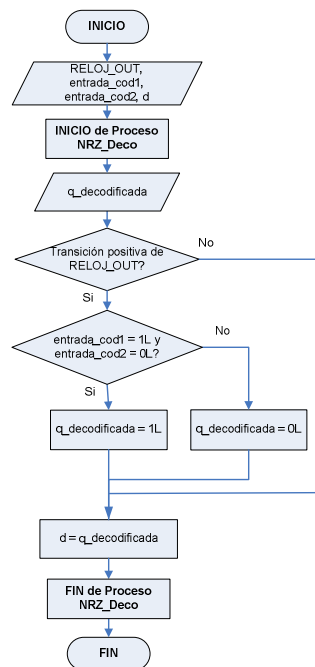 INICIO
RELOJ_OUT,
entrada_cod1,
entrada_cod2, d
INICIO de Proceso
NRZ_Deco
q_decodificada
Transición positiva de
RELOJ_OUT?
No
Si
entrada_cod1 = 1L y
entrada_cod2 = 0L?
No
Si
q_decodificada = 1L
q_decodificada = 0L
d = q_decodificada
FIN de Proceso
NRZ_Deco
FIN